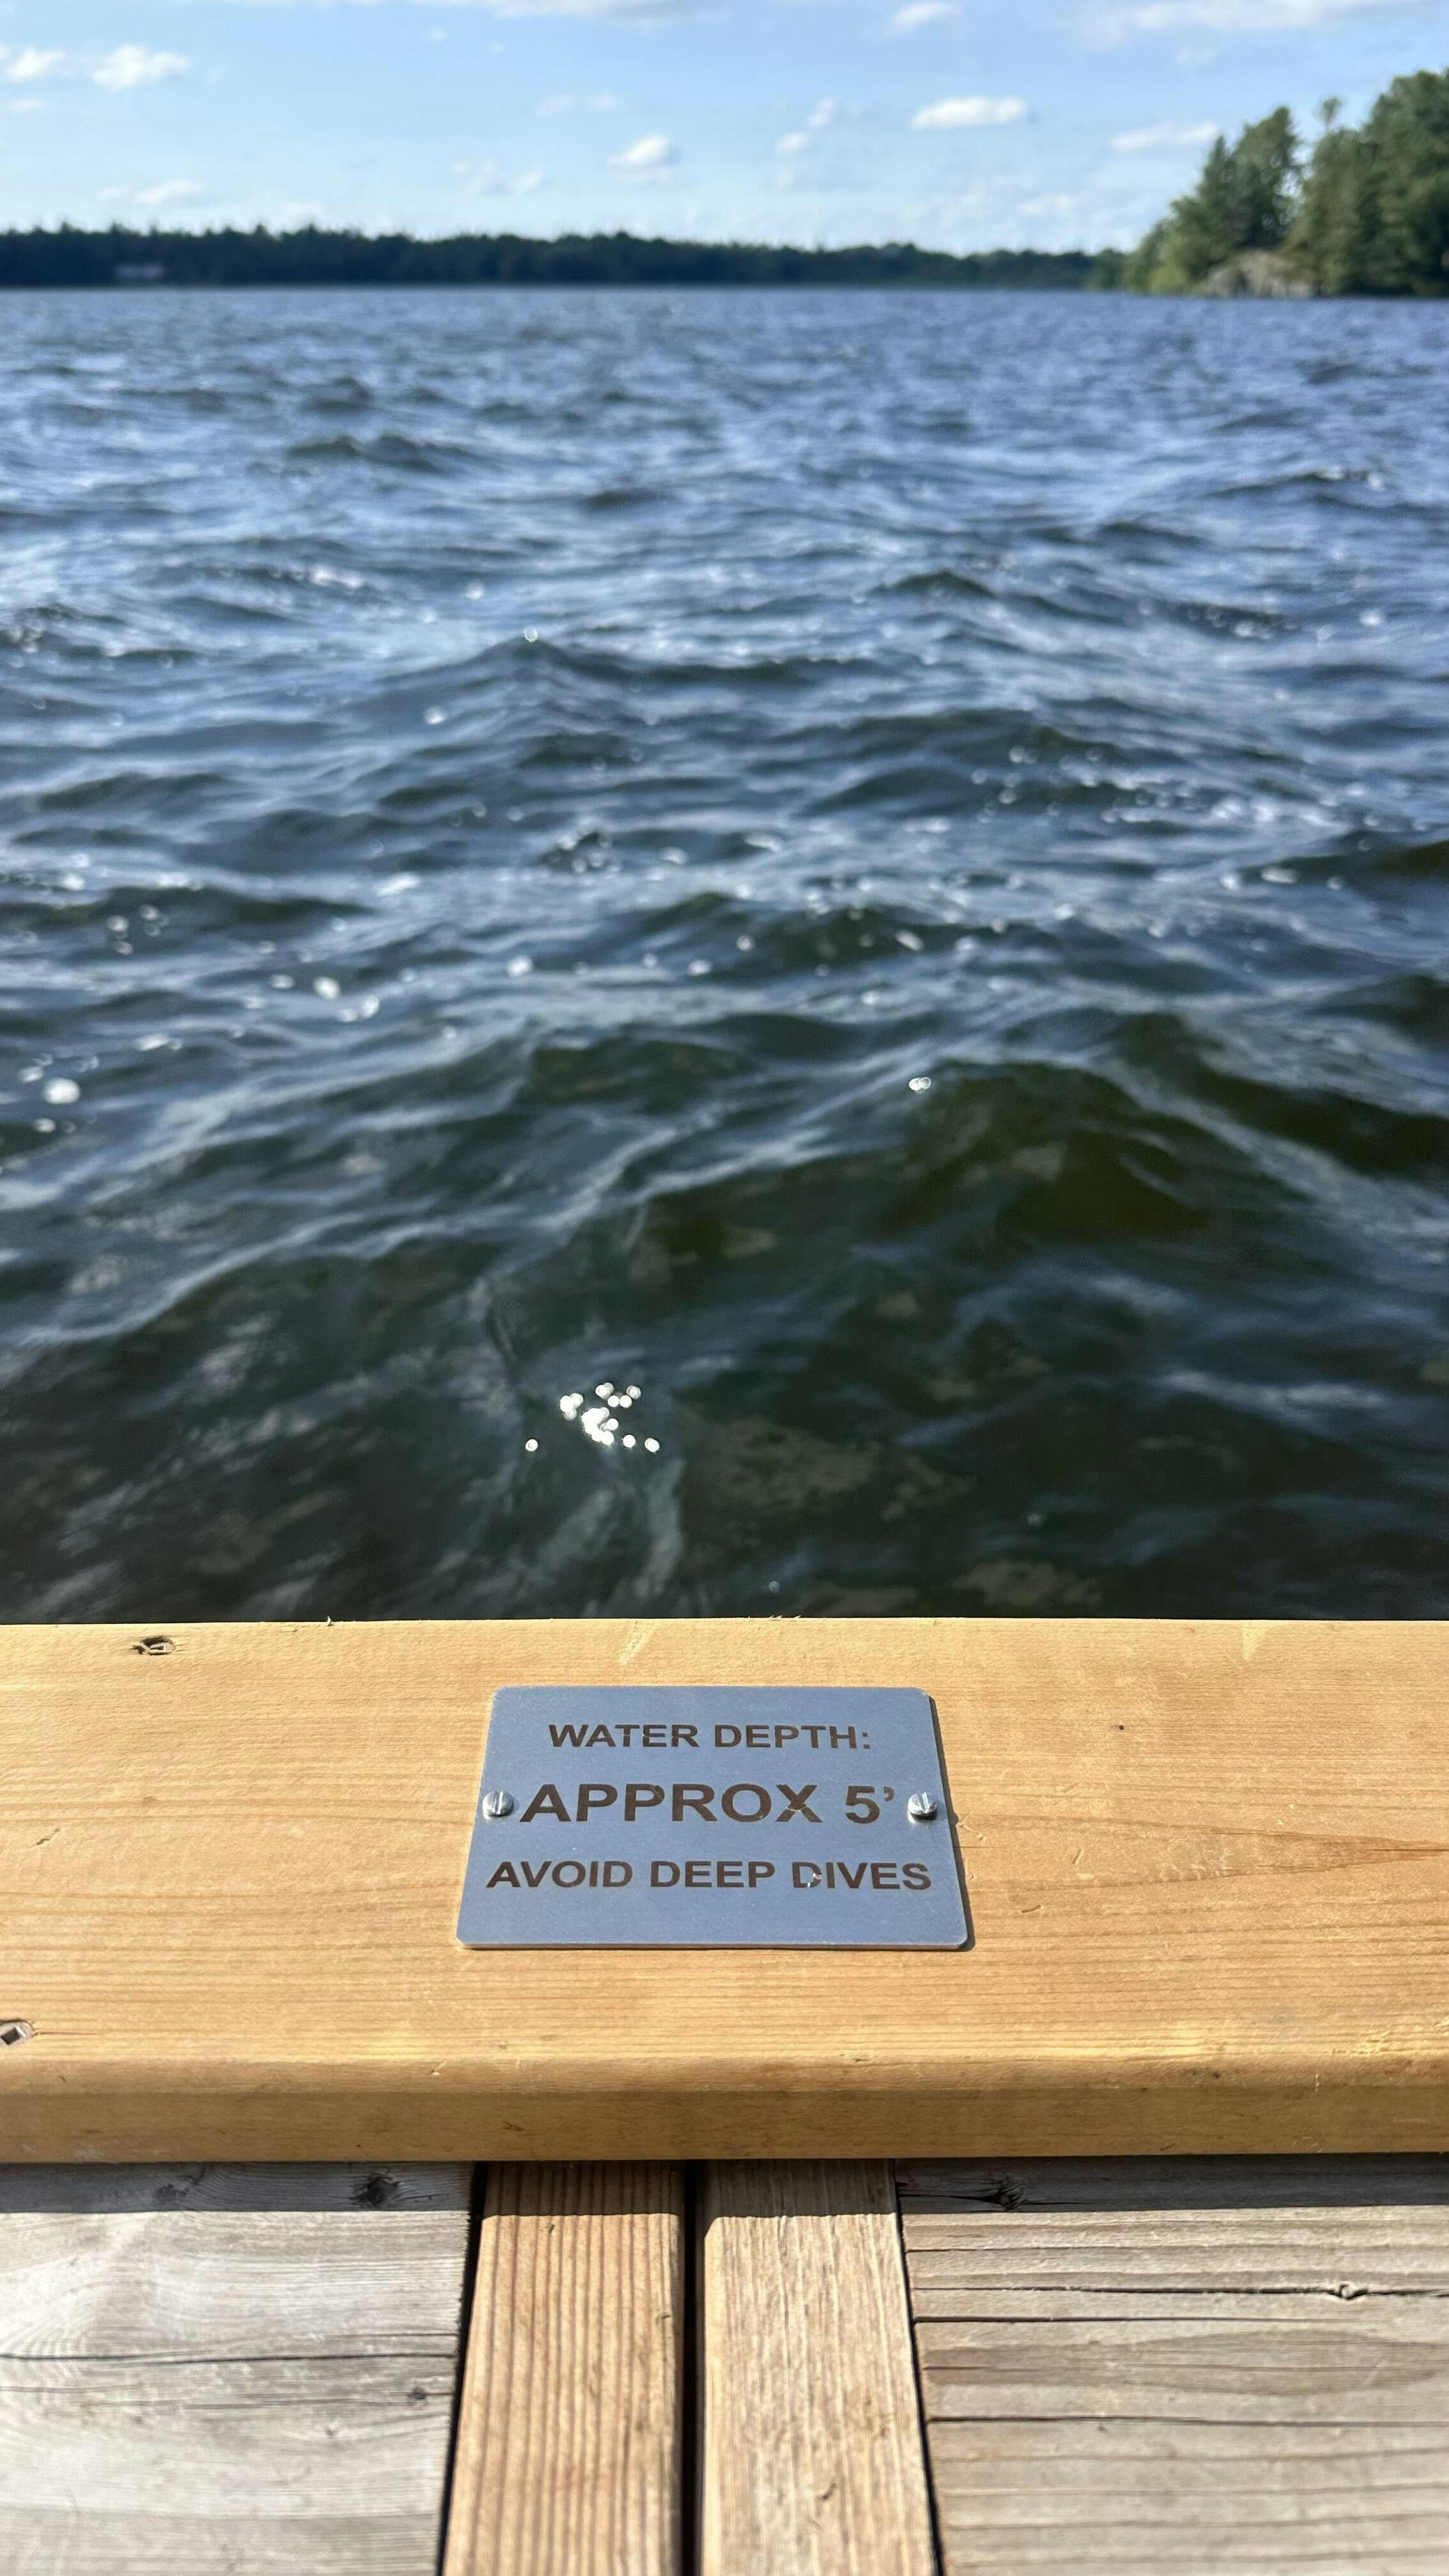 WATER DEPTH:
APPROX 5’
AVOID DEEP DIVES